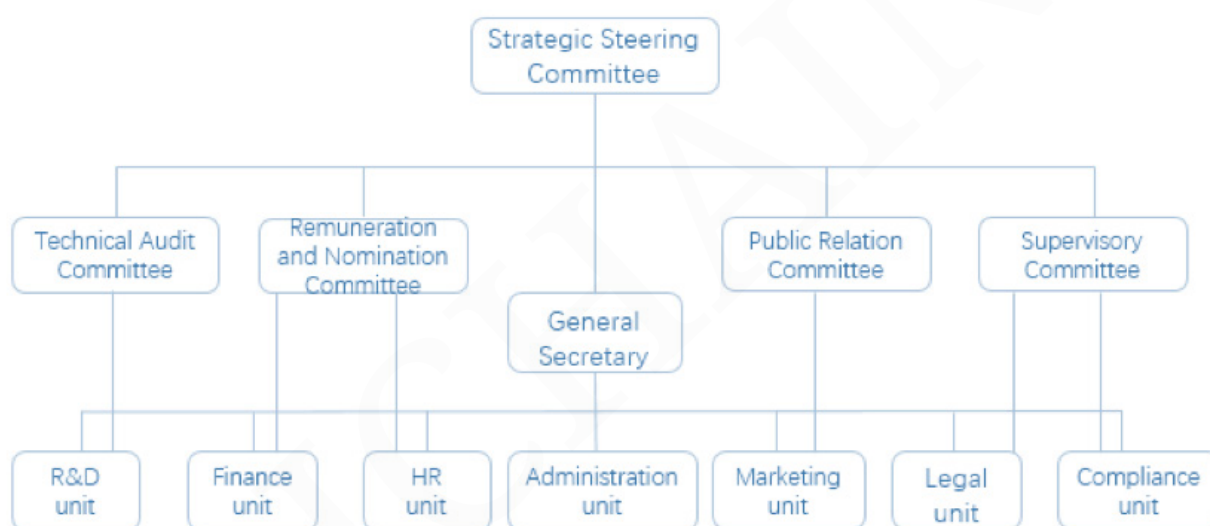 Strategic Steering
Committee
Technical Audit
Committee
Remuneration
and Nomination
Committee
Public Relation
Committee
Supervisory
Committee
General
Secretary
R&D
unit
Finance
unit
HR
unit
Administration
unit
Marketing
unit
Legal
unit
Compliance
unit